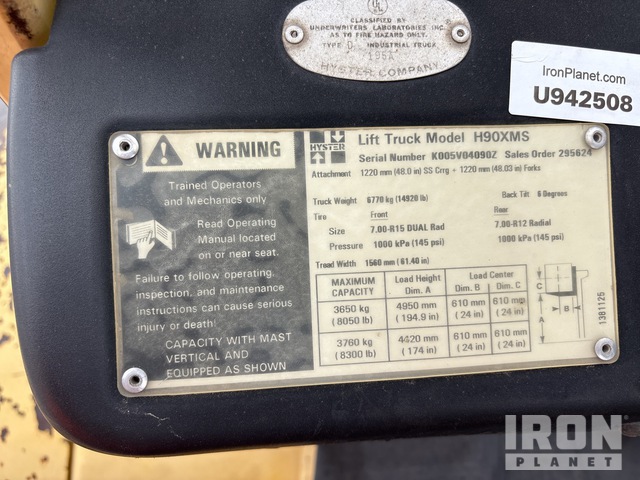 UL
CLASSIFIED BY
UNDERWRITERS LABORATORIES INC.
AS TO FIRE HAZARD ONLY.
TYPE D INDUSTRIAL TRUCK
HYSTER COMPANY
IronPlanet.com
U942508
WARNING
Trained Operators
and Mechanics only
Read Operating
Manual located
on or near seat.
Failure to follow operating,
inspection, and maintenance
instructions can cause serious
injury or death!
CAPACITY WITH MAST
VERTICAL AND
EQUIPPED AS SHOWN
HYSTER
Lift Truck Model H90XMS
Serial Number K005V04090Z Sales Order 295624
Attachment 1220 mm (48.0 in) SS Crrg + 1220 mm (48.03 in) Forks
Truck Weight 6770 kg (14920 lb) Back Tilt 6 Degrees
Tire Front Rear
Size 7.00-R15 DUAL Rad 7.00-R12 Radial
Pressure 1000 kPa (145 psi) 1000 kPa (145 psi)
Tread Width 1560 mm (61.40 in)
MAXIMUM CAPACITY Load Height Dim. A Load Center Dim. B Dim. C
3650 kg (8050 lb) 4950 mm (194.9 in) 610 mm (24 in) 610 mm (24 in)
3760 kg (8300 lb) 4420 mm (174 in) 610 mm (24 in) 610 mm (24 in)
C
A
B
1381125
IRON
PLANET